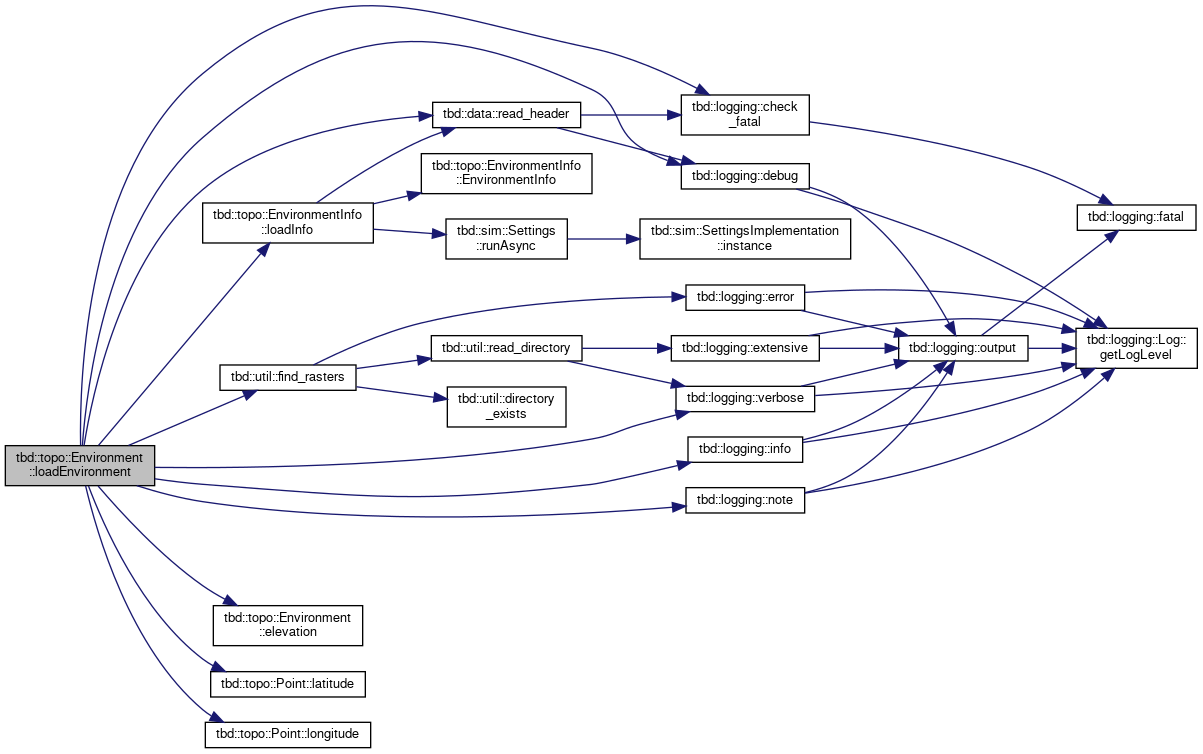 tbd::topo::Environment
::loadEnvironment
tbd::logging::check
_fatal
tbd::logging::fatal
tbd::data::read_header
tbd::logging::debug
tbd::logging::output
tbd::logging::Log::
getLogLevel
tbd::topo::EnvironmentInfo
::loadInfo
tbd::topo::EnvironmentInfo
::EnvironmentInfo
tbd::sim::Settings
::runAsync
tbd::sim::SettingsImplementation
::instance
tbd::util::find_rasters
tbd::logging::error
tbd::util::read_directory
tbd::logging::extensive
tbd::logging::verbose
tbd::util::directory
_exists
tbd::logging::info
tbd::logging::note
tbd::topo::Environment
::elevation
tbd::topo::Point::latitude
tbd::topo::Point::longitude